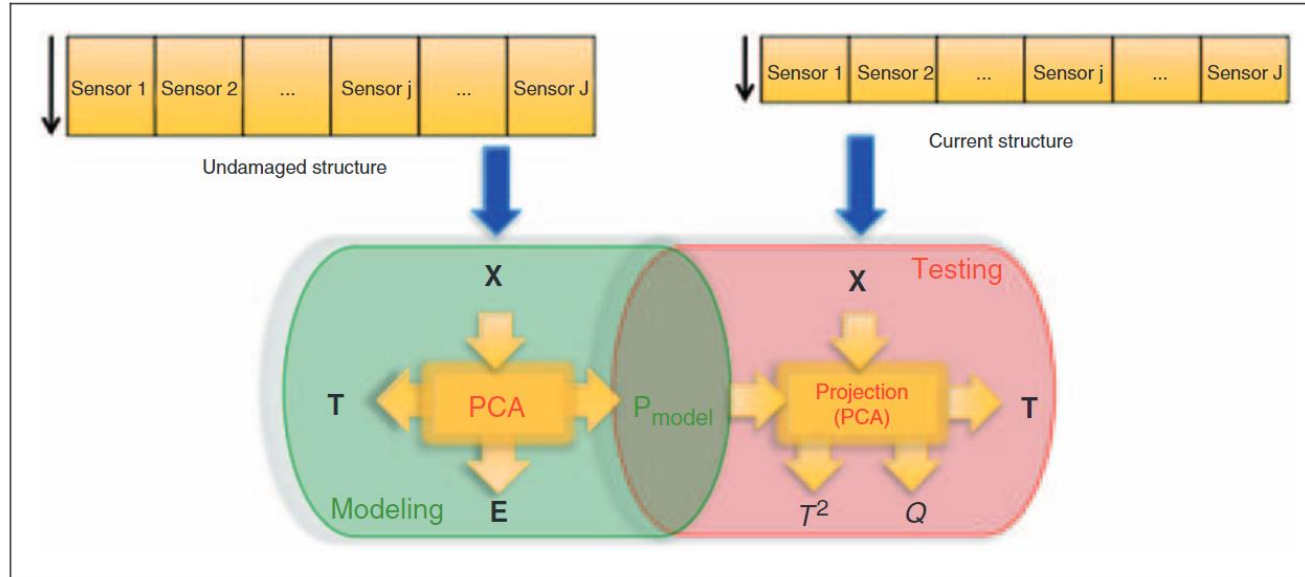 Sensor 1 Sensor 2 ... Sensor j ... Sensor J
Undamaged structure
Sensor 1 Sensor 2 ... Sensor j ... Sensor J
Current structure
X
T
PCA
P model
E
Modeling
Testing
X
Projection
(PCA)
T
T²
Q